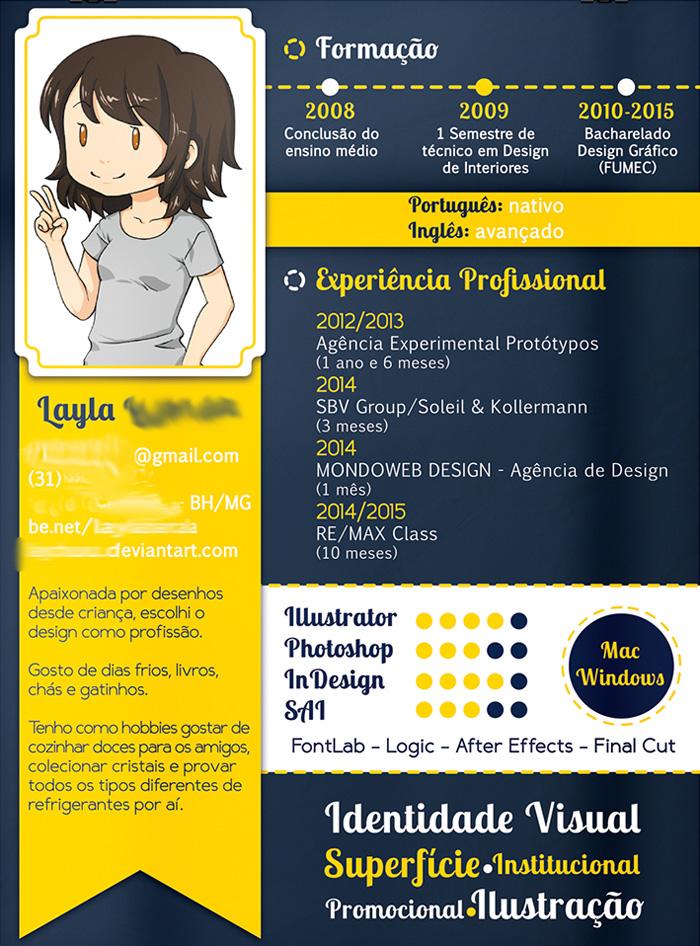 Formação
2008
Conclusão do
ensino médio
2009
1 Semestre de
técnico em Design
de Interiores
2010-2015
Bacharelado
Design Gráfico
(FUMEC)
Português: nativo
Inglês: avançado
Experiência Profissional
2012/2013
Agência Experimental Protótypos
(1 ano e 6 meses)
2014
SBV Group/Soleil & Kollermann
(3 meses)
2014
MONDOWEB DESIGN - Agência de Design
(1 mês)
2014/2015
RE/MAX Class
(10 meses)
Layla
@gmail.com
(31)
- BH/MG
be.net/
deviantart.com
Apaixonada por desenhos
desde criança, escolhi o
design como profissão.
Gosto de dias frios, livros,
chás e gatinhos.
Tenho como hobbies gostar de
cozinhar doces para os amigos,
colecionar cristais e provar
todos os tipos diferentes de
refrigerantes por aí.
Illustrator
Photoshop
InDesign
SAI
Mac
Windows
FontLab - Logic - After Effects - Final Cut
Identidade Visual
Superfície•Institucional
Promocional•Ilustração